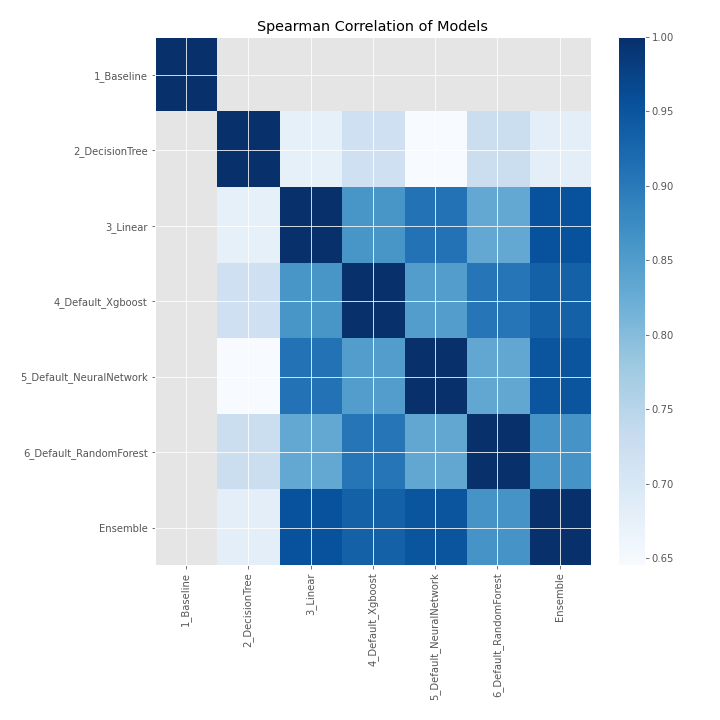 Spearman Correlation of Models
1_Baseline
2_DecisionTree
3_Linear
4_Default_Xgboost
5_Default_NeuralNetwork
6_Default_RandomForest
Ensemble
1_Baseline
2_DecisionTree
3_Linear
4_Default_Xgboost
5_Default_NeuralNetwork
6_Default_RandomForest
Ensemble
1.00
0.95
0.90
0.85
0.80
0.75
0.70
0.65